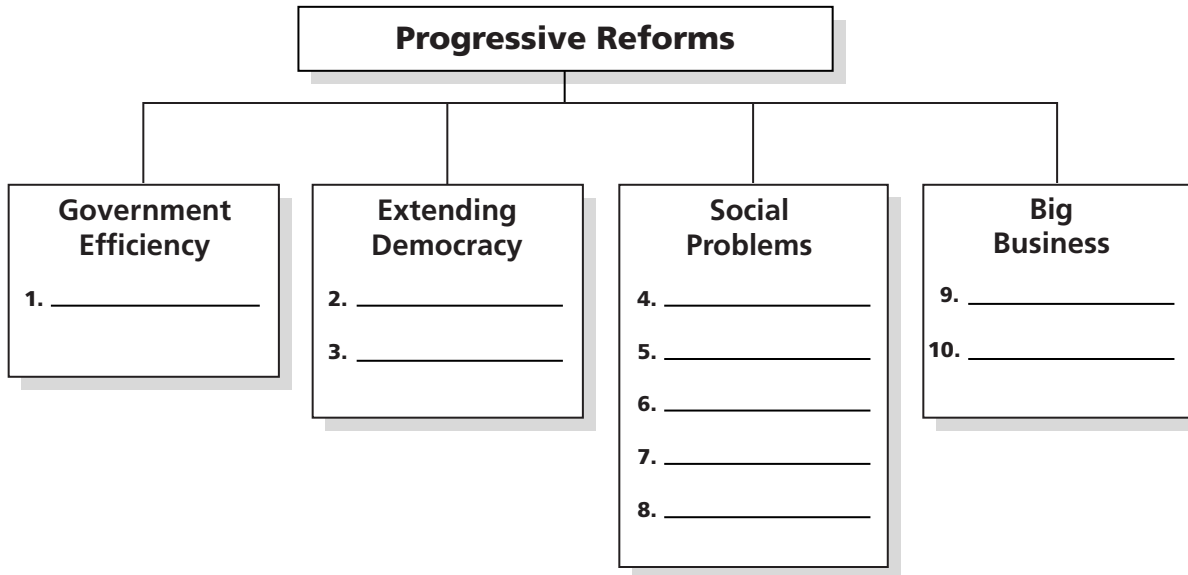 Progressive Reforms
Government
Efficiency
1.
Extending
Democracy
2.
3.
Social
Problems
4.
5.
6.
7.
8.
Big
Business
9.
10.